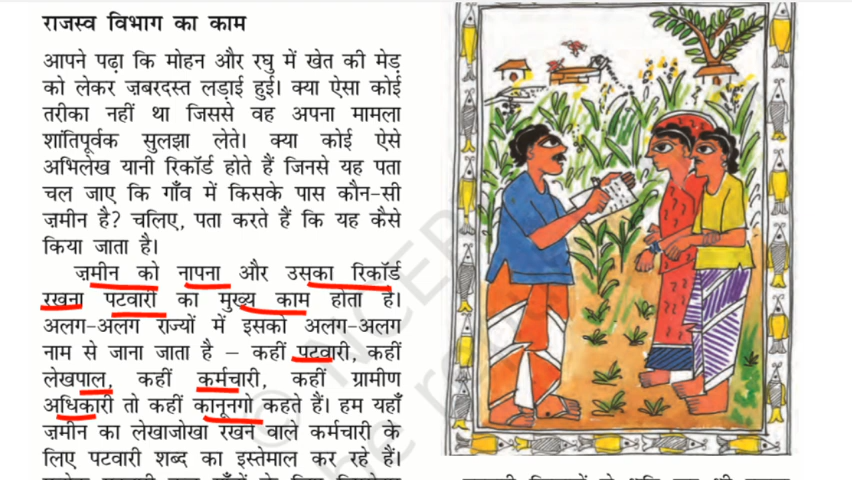 राजस्व विभाग का काम
आपने पढ़ा कि मोहन और रघु में खेत की मेड़
को लेकर ज़बरदस्त लड़ाई हुई। क्या ऐसा कोई
तरीका नहीं था जिससे वह अपना मामला
शांतिपूर्वक सुलझा लेते। क्या कोई ऐसे
अभिलेख यानी रिकॉर्ड होते हैं जिनसे यह पता
चल जाए कि गाँव में किसके पास कौन-सी
ज़मीन है? चलिए, पता करते हैं कि यह कैसे
किया जाता है।
ज़मीन को नापना और उसका रिकॉर्ड
रखना पटवारी का मुख्य काम होता है।
अलग-अलग राज्यों में इसको अलग-अलग
नाम से जाना जाता है – कहीं पटवारी, कहीं
लेखपाल, कहीं कर्मचारी, कहीं ग्रामीण
अधिकारी तो कहीं कानूनगो कहते हैं। हम यहाँ
ज़मीन का लेखाजोखा रखने वाले कर्मचारी के
लिए पटवारी शब्द का इस्तेमाल कर रहे हैं।
© NCER
be re